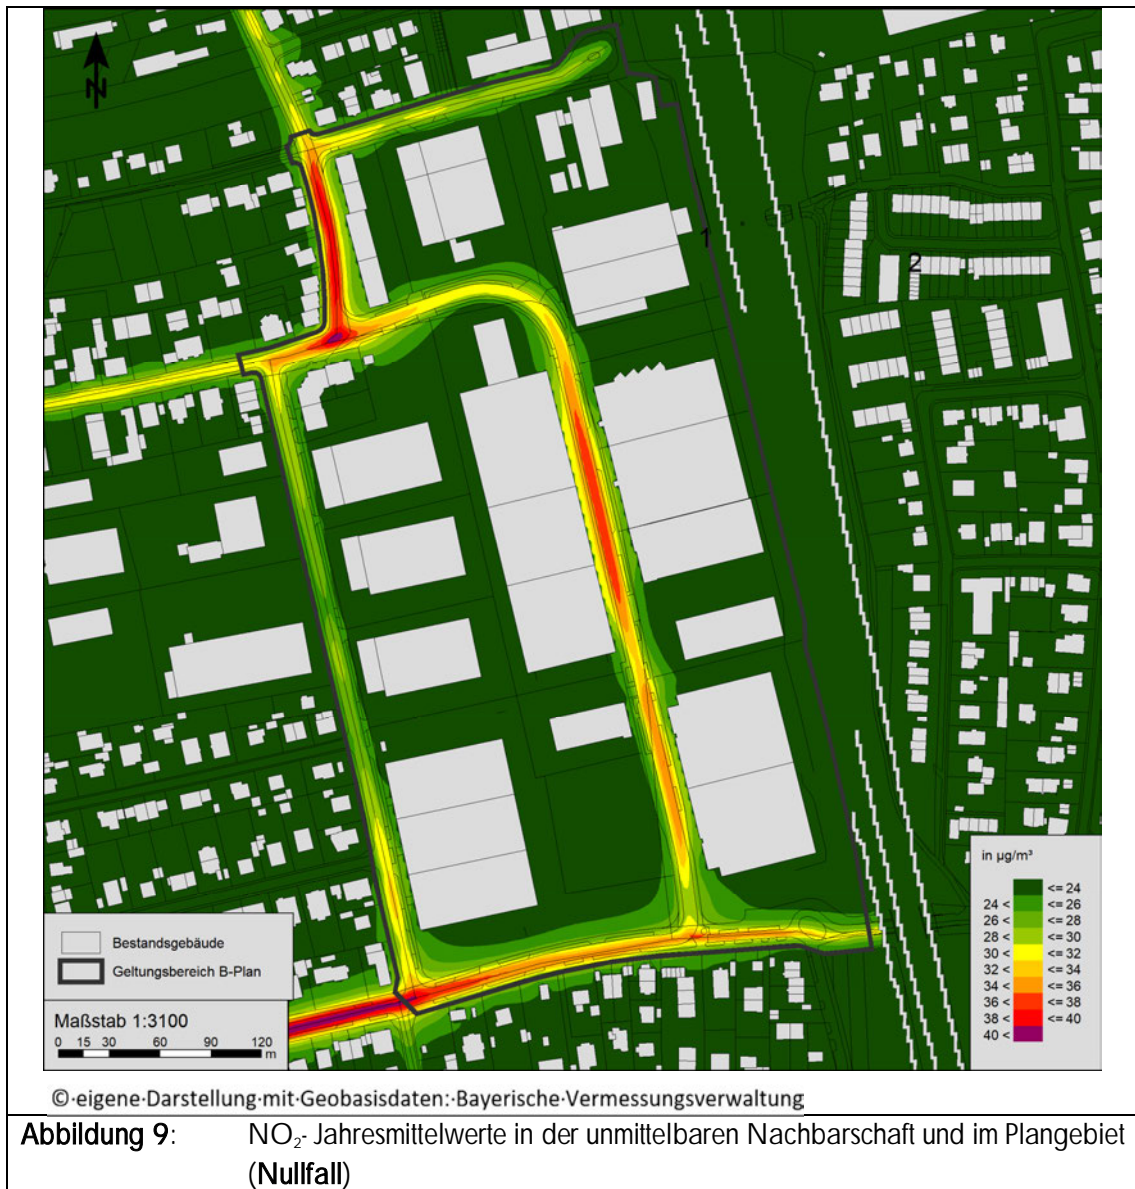 N
1
2
in µg/m³
<= 24
24 < <= 26
26 < <= 28
28 < <= 30
30 < <= 32
32 < <= 34
34 < <= 36
36 < <= 38
38 < <= 40
40 <
Bestandsgebäude
Geltungsbereich B-Plan
Maßstab 1:3100
0 15 30 60 90 120
m
©·eigene·Darstellung·mit·Geobasisdaten:·Bayerische·Vermessungsverwaltung
Abbildung 9: NO₂- Jahresmittelwerte in der unmittelbaren Nachbarschaft und im Plangebiet
(Nullfall)